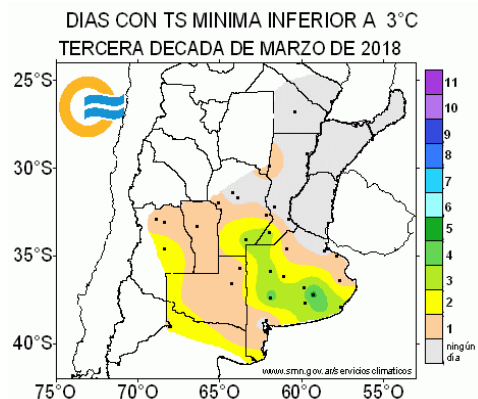 DIAS CON TS MINIMA INFERIOR A 3°C
TERCERA DECADA DE MARZO DE 2018
25°S
30°S
35°S
40°S
75°O
70°O
65°O
60°O
55°O
11
10
9
8
7
6
5
4
3
2
1
ningún
día
www.smn.gov.ar/serviciosclimaticos